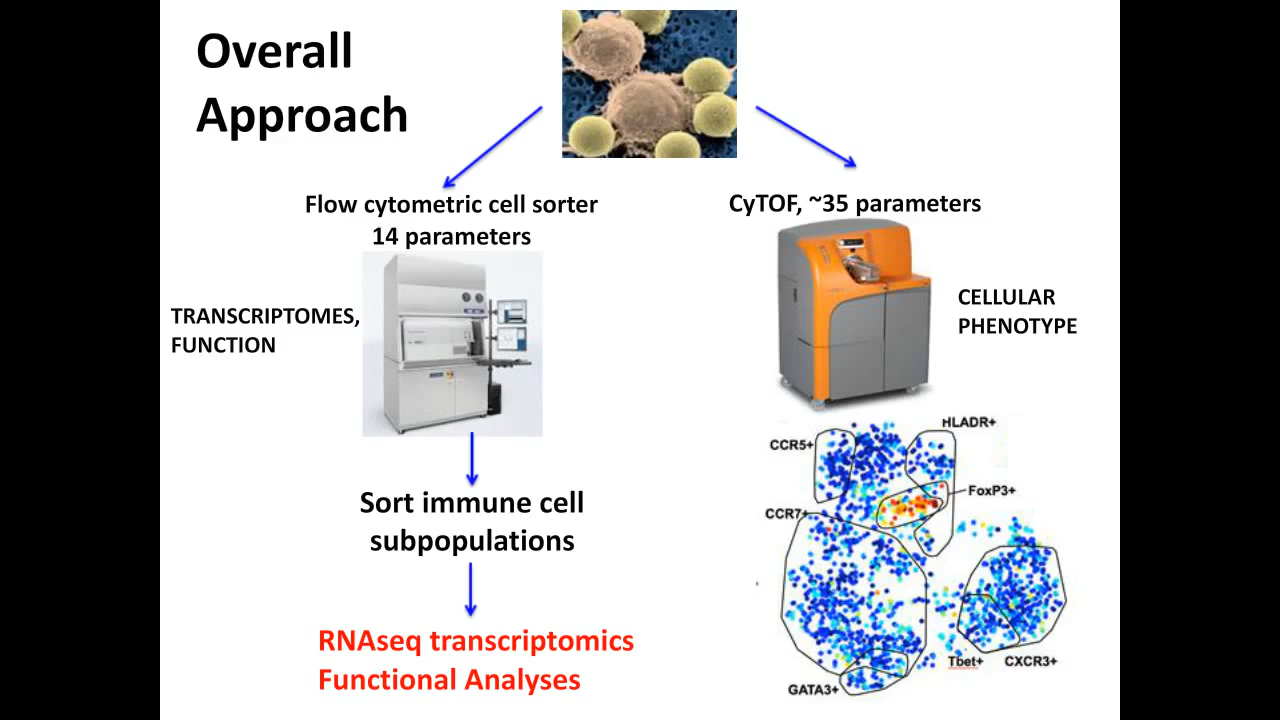 Overall
Approach
Flow cytometric cell sorter
14 parameters
CyTOF, ~35 parameters
TRANSCRIPTOMES,
FUNCTION
CELLULAR
PHENOTYPE
Sort immune cell
subpopulations
RNAseq transcriptomics
Functional Analyses
HLADR+
CCR5+
FoxP3+
CCR7+
Tbet+
CXCR3+
GATA3+